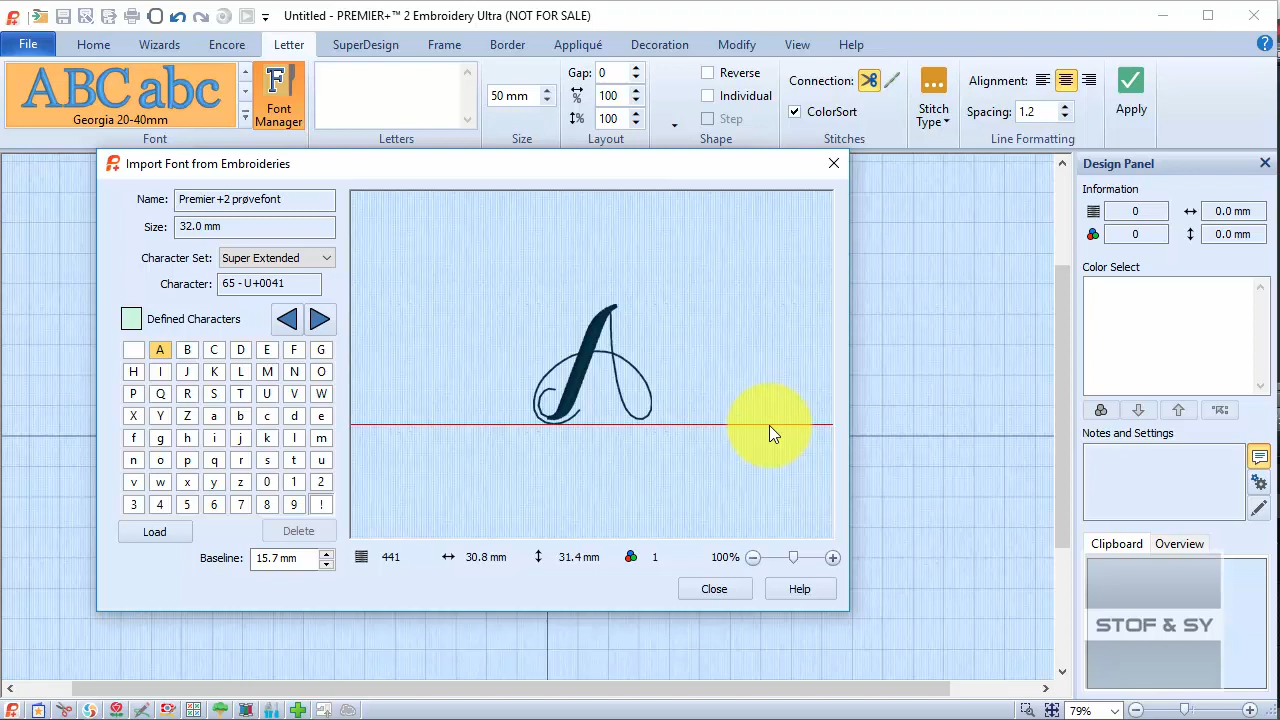 Untitled - PREMIER+™ 2 Embroidery Ultra (NOT FOR SALE)
File Home Wizards Encore Letter SuperDesign Frame Border Appliqué Decoration Modify View Help
ABC abc
Georgia 20-40mm
Font
Font Manager
Letters
50 mm
Size
Gap: 0
100
100
Layout
Reverse
Individual
Step
Shape
Connection:
ColorSort
Stitches
Stitch Type
Alignment:
Spacing: 1.2
Line Formatting
Apply
Import Font from Embroideries
Name: Premier+2 prøvefont
Size: 32.0 mm
Character Set: Super Extended
Character: 65 - U+0041
Defined Characters
A B C D E F G
H I J K L M N O
P Q R S T U V W
X Y Z a b c d e
f g h i j k l m
n o p q r s t u
v w x y z 0 1 2
3 4 5 6 7 8 9 !
Load Delete
Baseline: 15.7 mm
A
441 30.8 mm 31.4 mm 1 100%
Close Help
Design Panel
Information
0 0.0 mm
0 0.0 mm
Color Select
Notes and Settings
Clipboard Overview
STOF & SY
79%